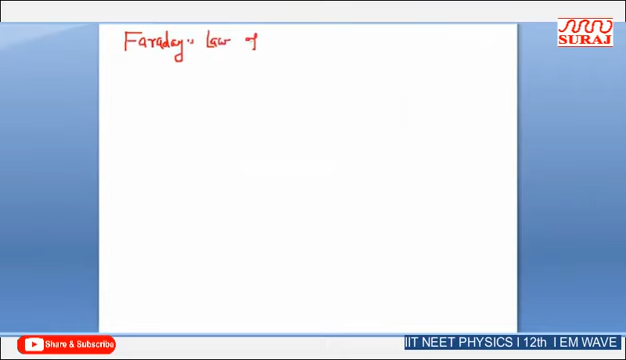 SURAJ
Faraday's Law of
Share & Subscribe
IIT NEET PHYSICS I 12th I EM WAVE